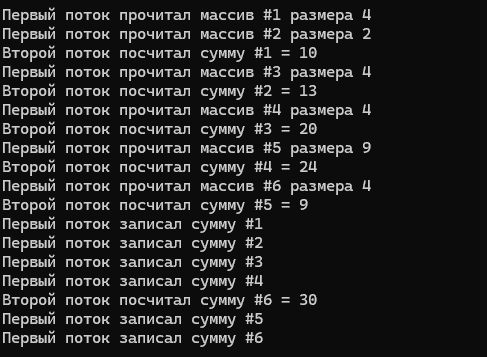 Первый поток прочитал массив #1 размера 4
Первый поток прочитал массив #2 размера 2
Второй поток посчитал сумму #1 = 10
Первый поток прочитал массив #3 размера 4
Второй поток посчитал сумму #2 = 13
Первый поток прочитал массив #4 размера 4
Второй поток посчитал сумму #3 = 20
Первый поток прочитал массив #5 размера 9
Второй поток посчитал сумму #4 = 24
Первый поток прочитал массив #6 размера 4
Второй поток посчитал сумму #5 = 9
Первый поток записал сумму #1
Первый поток записал сумму #2
Первый поток записал сумму #3
Первый поток записал сумму #4
Второй поток посчитал сумму #6 = 30
Первый поток записал сумму #5
Первый поток записал сумму #6